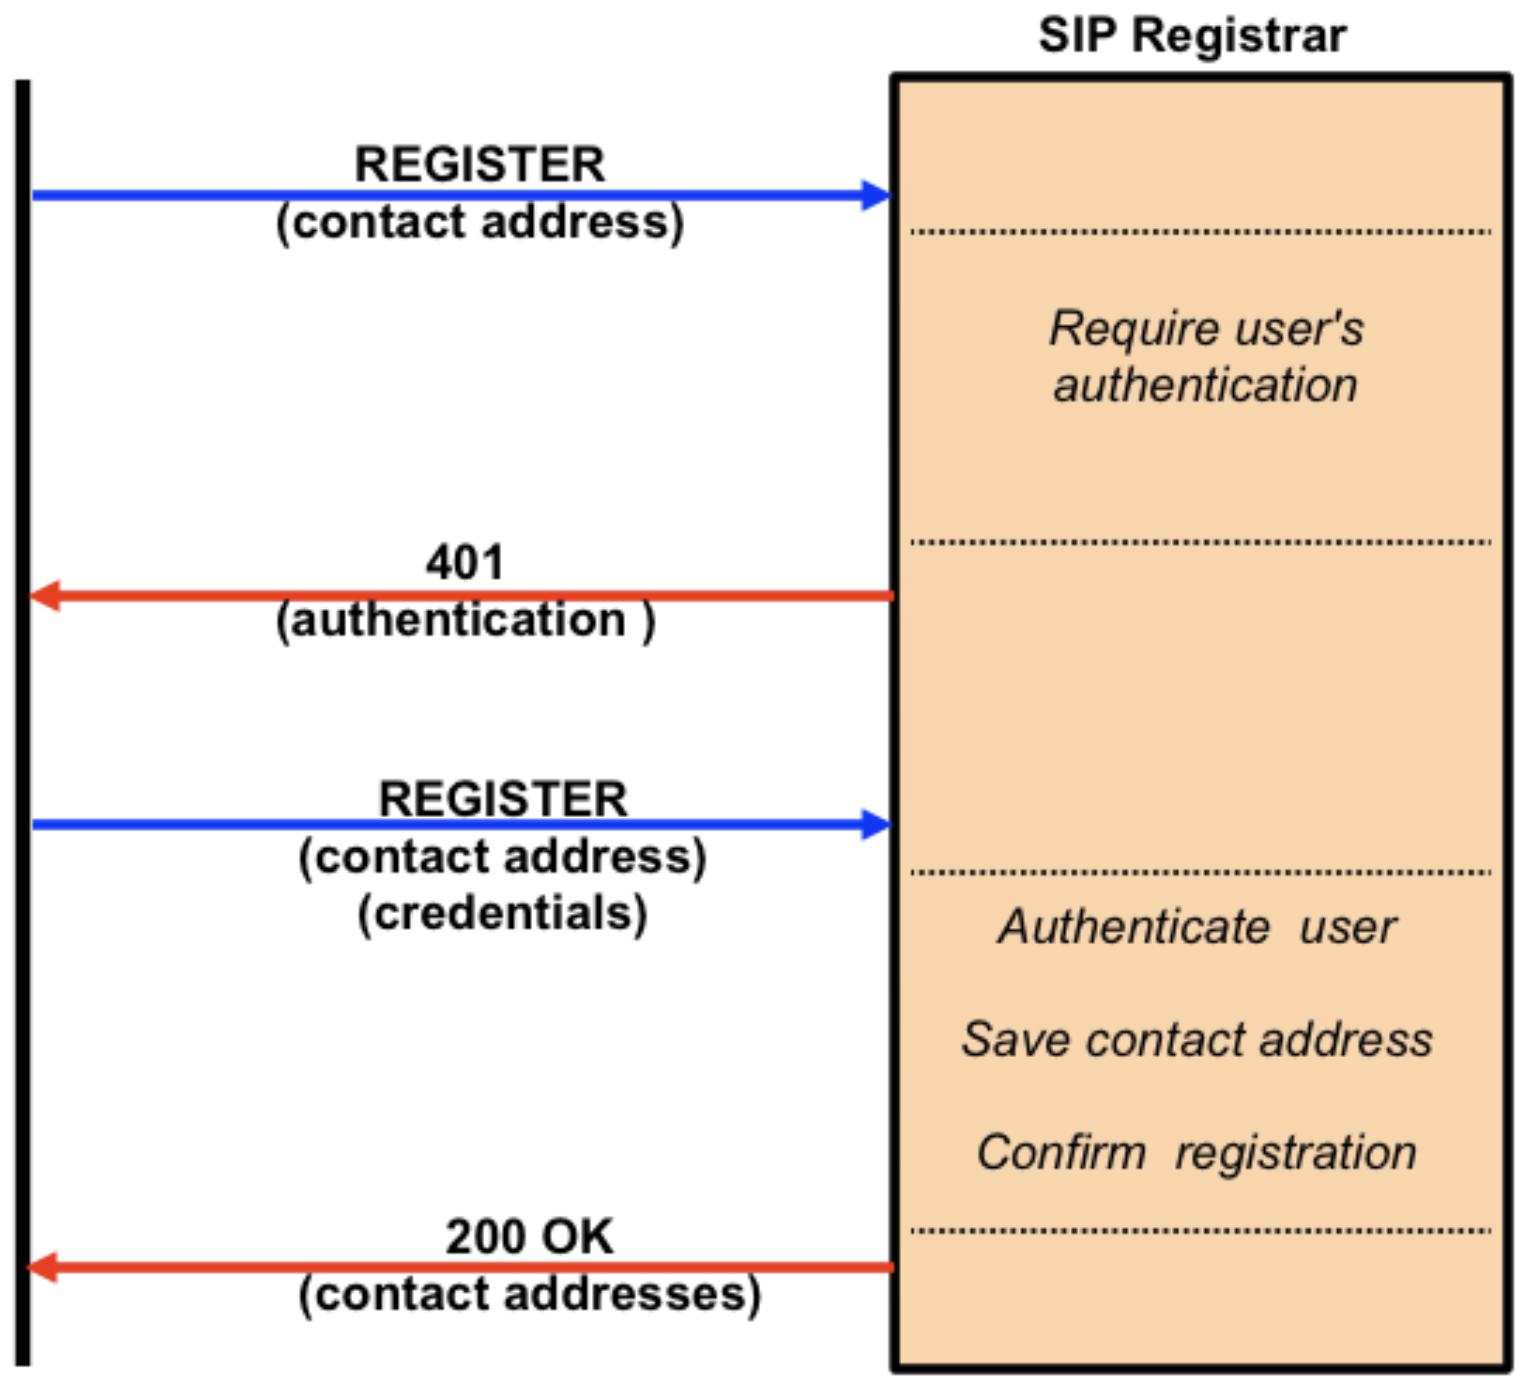 SIP Registrar
REGISTER
(contact address)
Require user's
authentication
401
(authentication )
REGISTER
(contact address)
(credentials)
Authenticate  user
Save contact address
Confirm  registration
200 OK
(contact addresses)